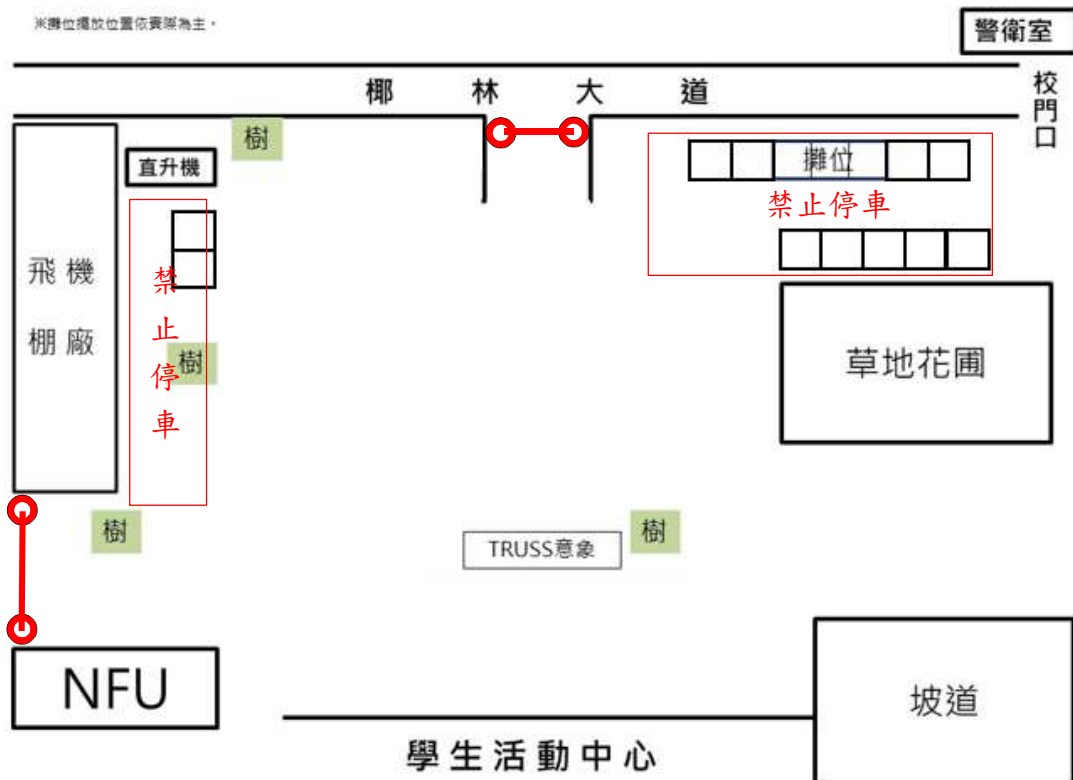 ※攤位擺放位置依實際為主。
警衛室
椰林大道
校門口
樹
直升機
攤位
禁止停車
飛機
棚廠
禁止停車
樹
草地花圃
樹
TRUSS意象
樹
NFU
坡道
學生活動中心